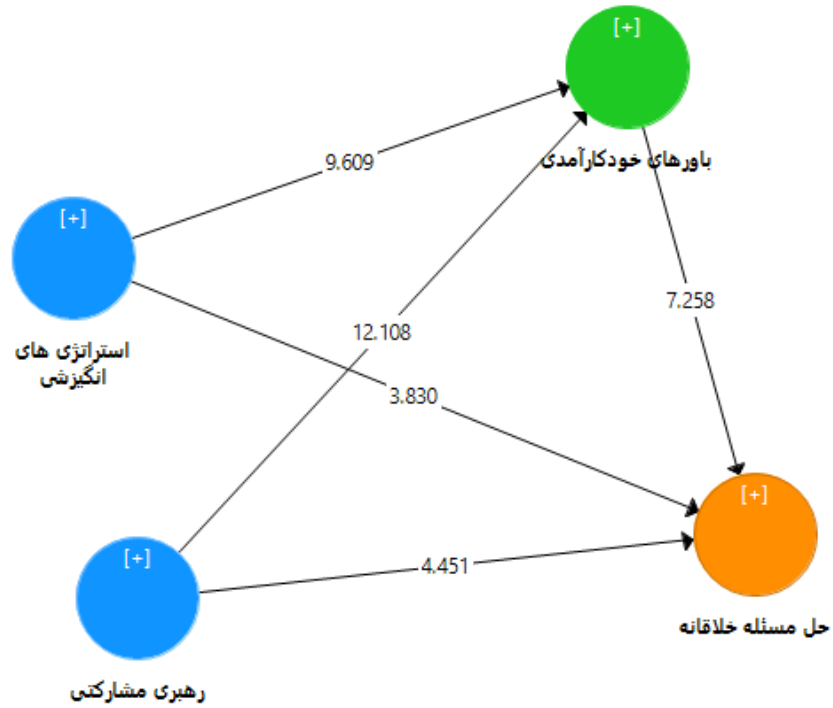 [+]
باورهای خودکارآمدی
9.609
[+]
7.258
12.108
استراتژی های
انگیزشی
3.830
[+]
[+]
4.451
حل مسئله خلاقانه
رهبری مشارکتی